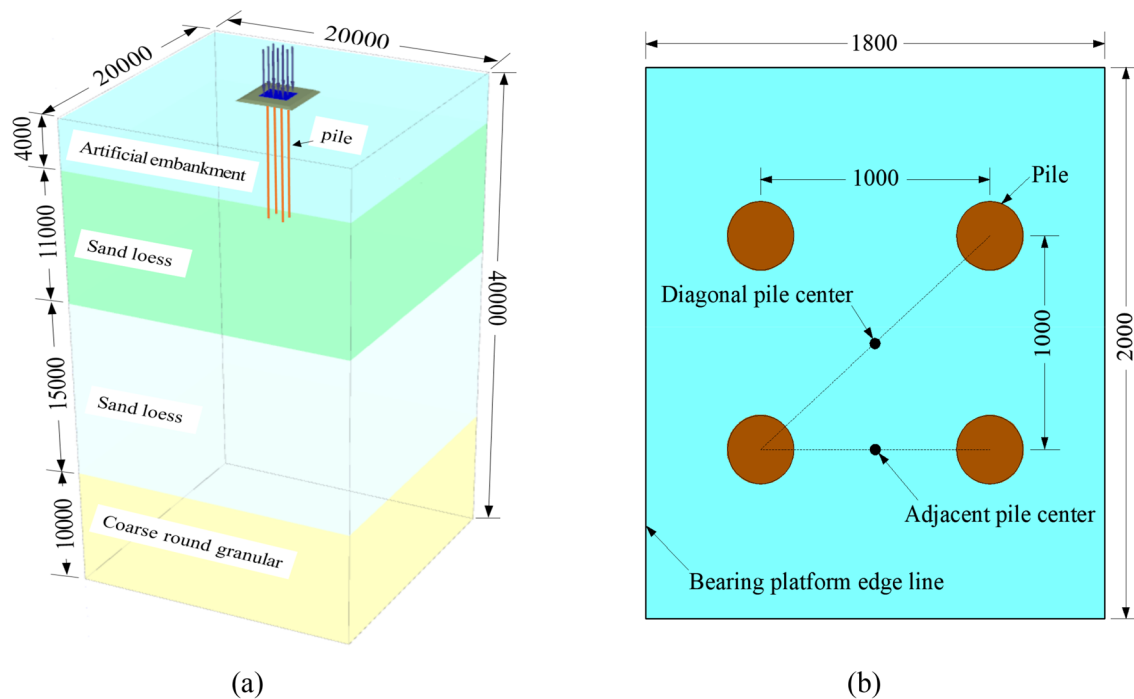 20000
20000
4000
pile
Artificial embankment
11000
Sand loess
40000
15000
Sand loess
10000
Coarse round granular
(a)
1800
1000
Pile
Diagonal pile center
1000
2000
Adjacent pile center
Bearing platform edge line
(b)